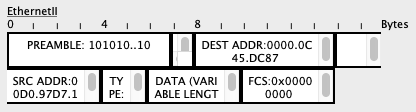 EthernetII
0 4 8 Bytes
PREAMBLE: 101010..10
DEST ADDR:0000.0C
45.DC87
SRC ADDR:0
0D0.97D7.1
TY
PE:
DATA (VARI
ABLE LENGT
FCS:0x0000
0000